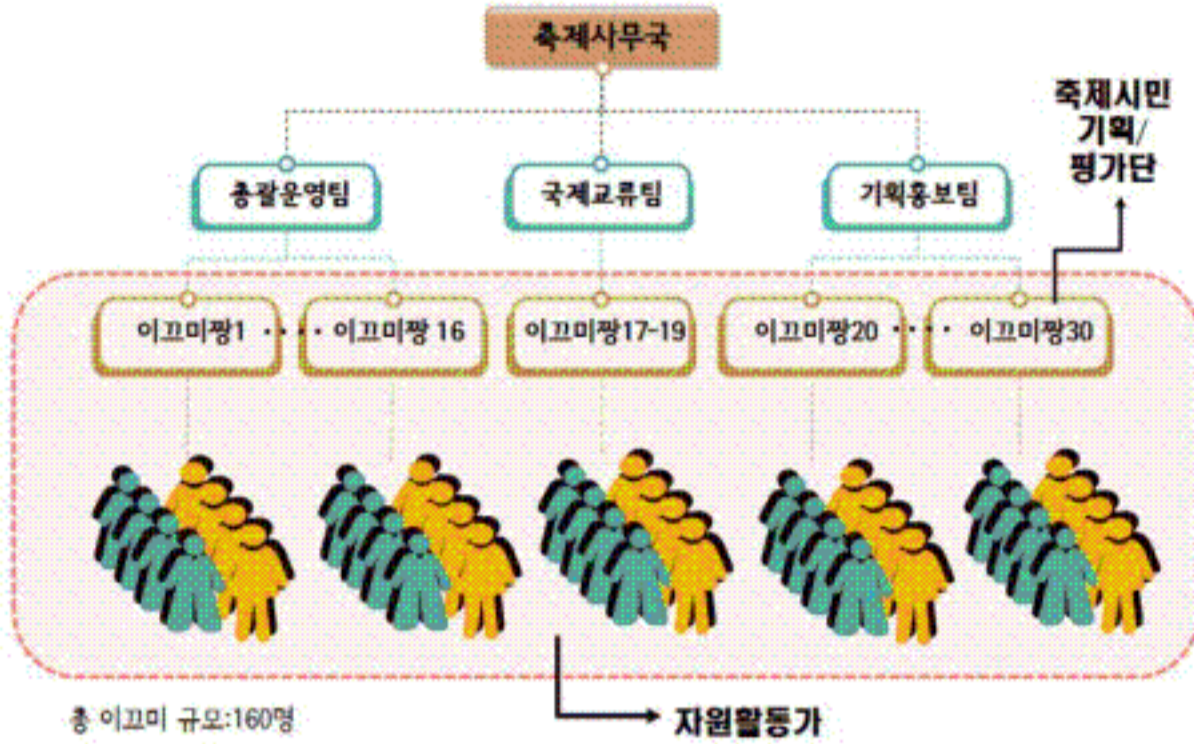 축제사무국
축제시민
기획/
평가단
총괄운영팀
국제교류팀
기획홍보팀
이끄미짱1 ···· 이끄미짱 16
이끄미짱17-19
이끄미짱20 ···· 이끄미짱30
총 이끄미 규모:160명
자원활동가